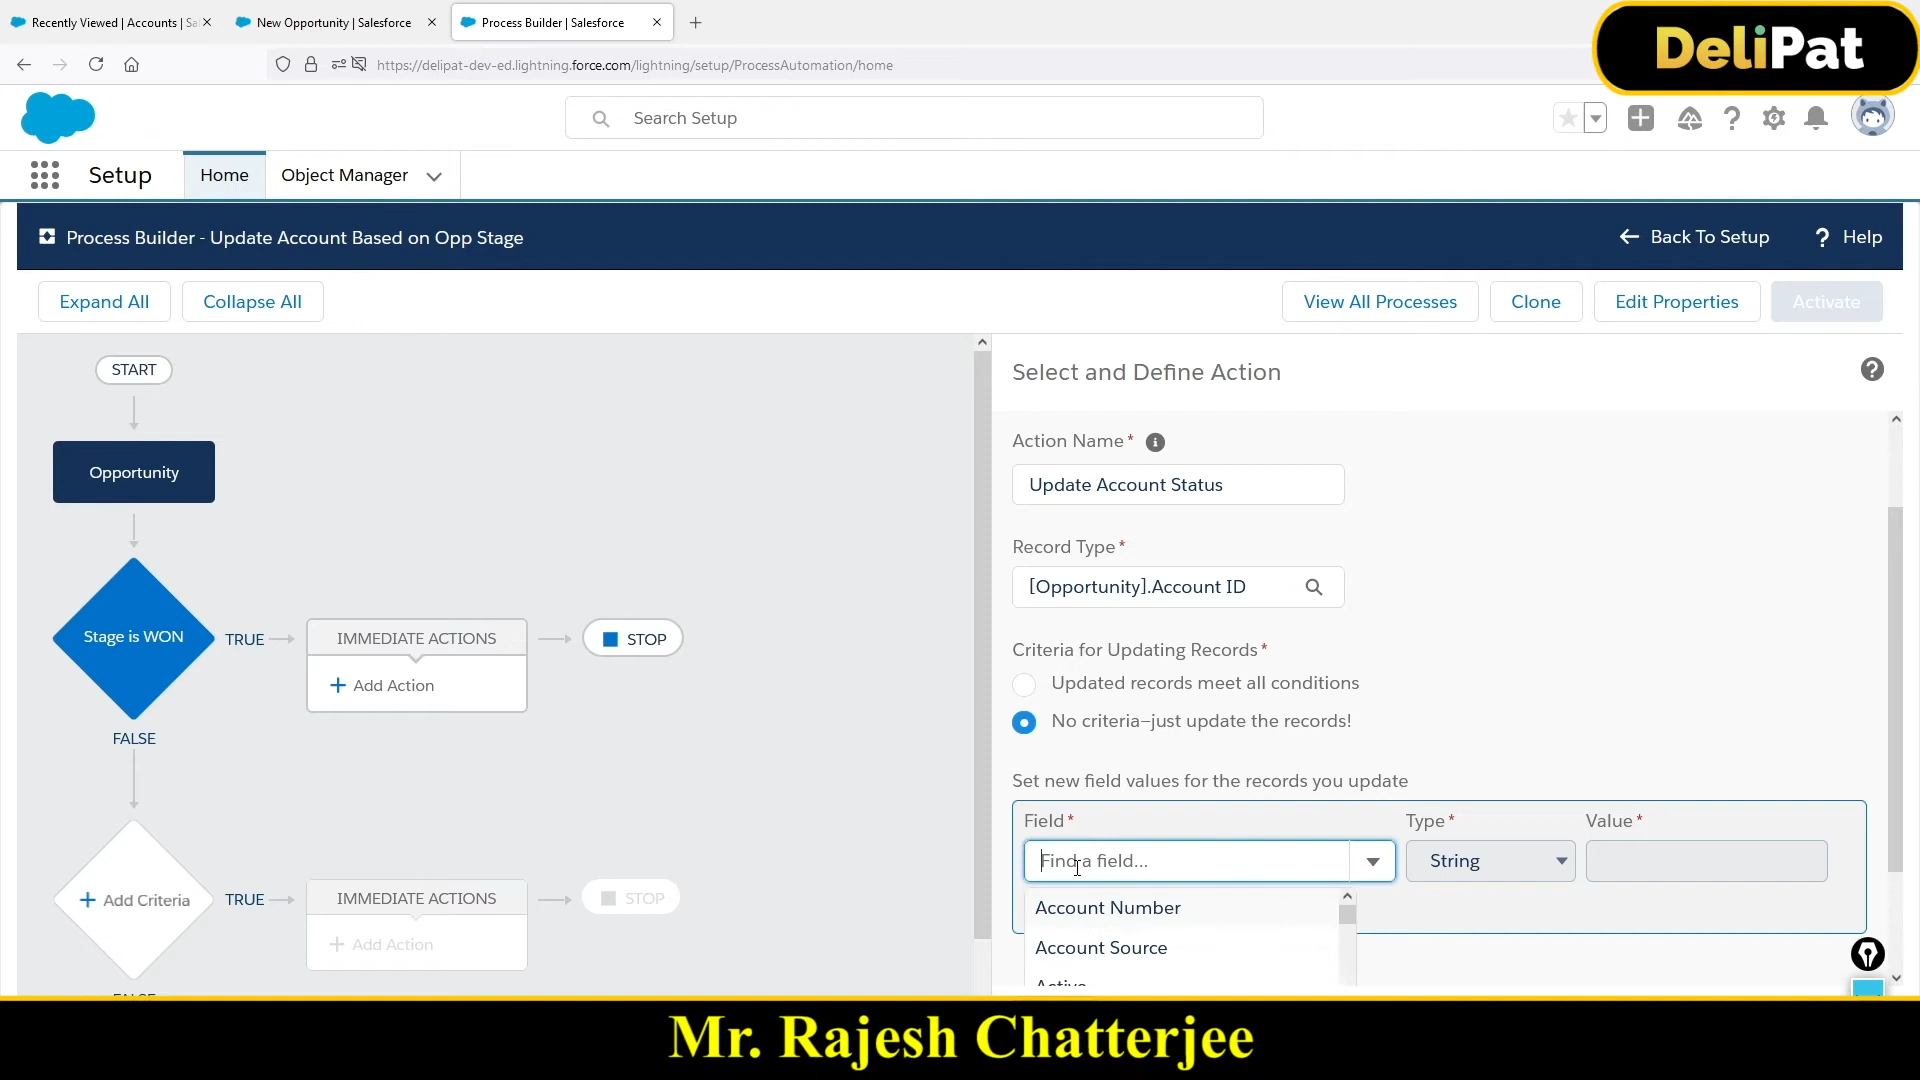 Recently Viewed | Accounts | Sa
New Opportunity | Salesforce
Process Builder | Salesforce
https://delipat-dev-ed.lightning.force.com/lightning/setup/ProcessAutomation/home
DeliPat
Search Setup
Setup
Home
Object Manager
Process Builder - Update Account Based on Opp Stage
Back To Setup
? Help
Expand All
Collapse All
View All Processes
Clone
Edit Properties
Activate
START
Opportunity
Stage is WON
TRUE
IMMEDIATE ACTIONS
+ Add Action
STOP
FALSE
+ Add Criteria
TRUE
IMMEDIATE ACTIONS
+ Add Action
STOP
FALSE
Select and Define Action
Action Name*
Update Account Status
Record Type*
[Opportunity].Account ID
Criteria for Updating Records*
Updated records meet all conditions
No criteria—just update the records!
Set new field values for the records you update
Field*
Type*
Value*
Find a field...
String
Account Number
Account Source
Active
Mr. Rajesh Chatterjee